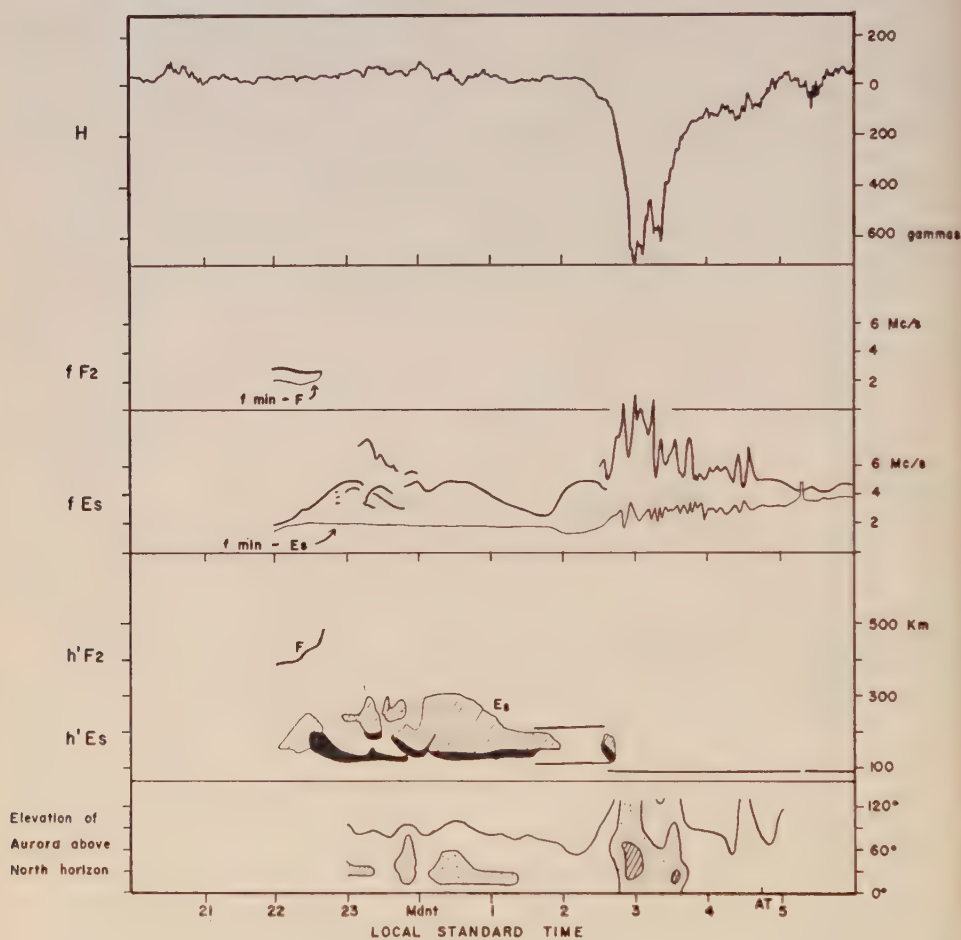 200
0
H
200
400
600 gammas
6 Mc/s
4
f F2
2
f min - F
6 Mc/s
f Es
4
2
f min - Es
500 Km
F
h'F2
300
Es
h'Es
100
Elevation of
Aurora above
North horizon
120°
60°
0°
21 22 23 Mdnt 1 2 3 4 AT 5
LOCAL STANDARD TIME